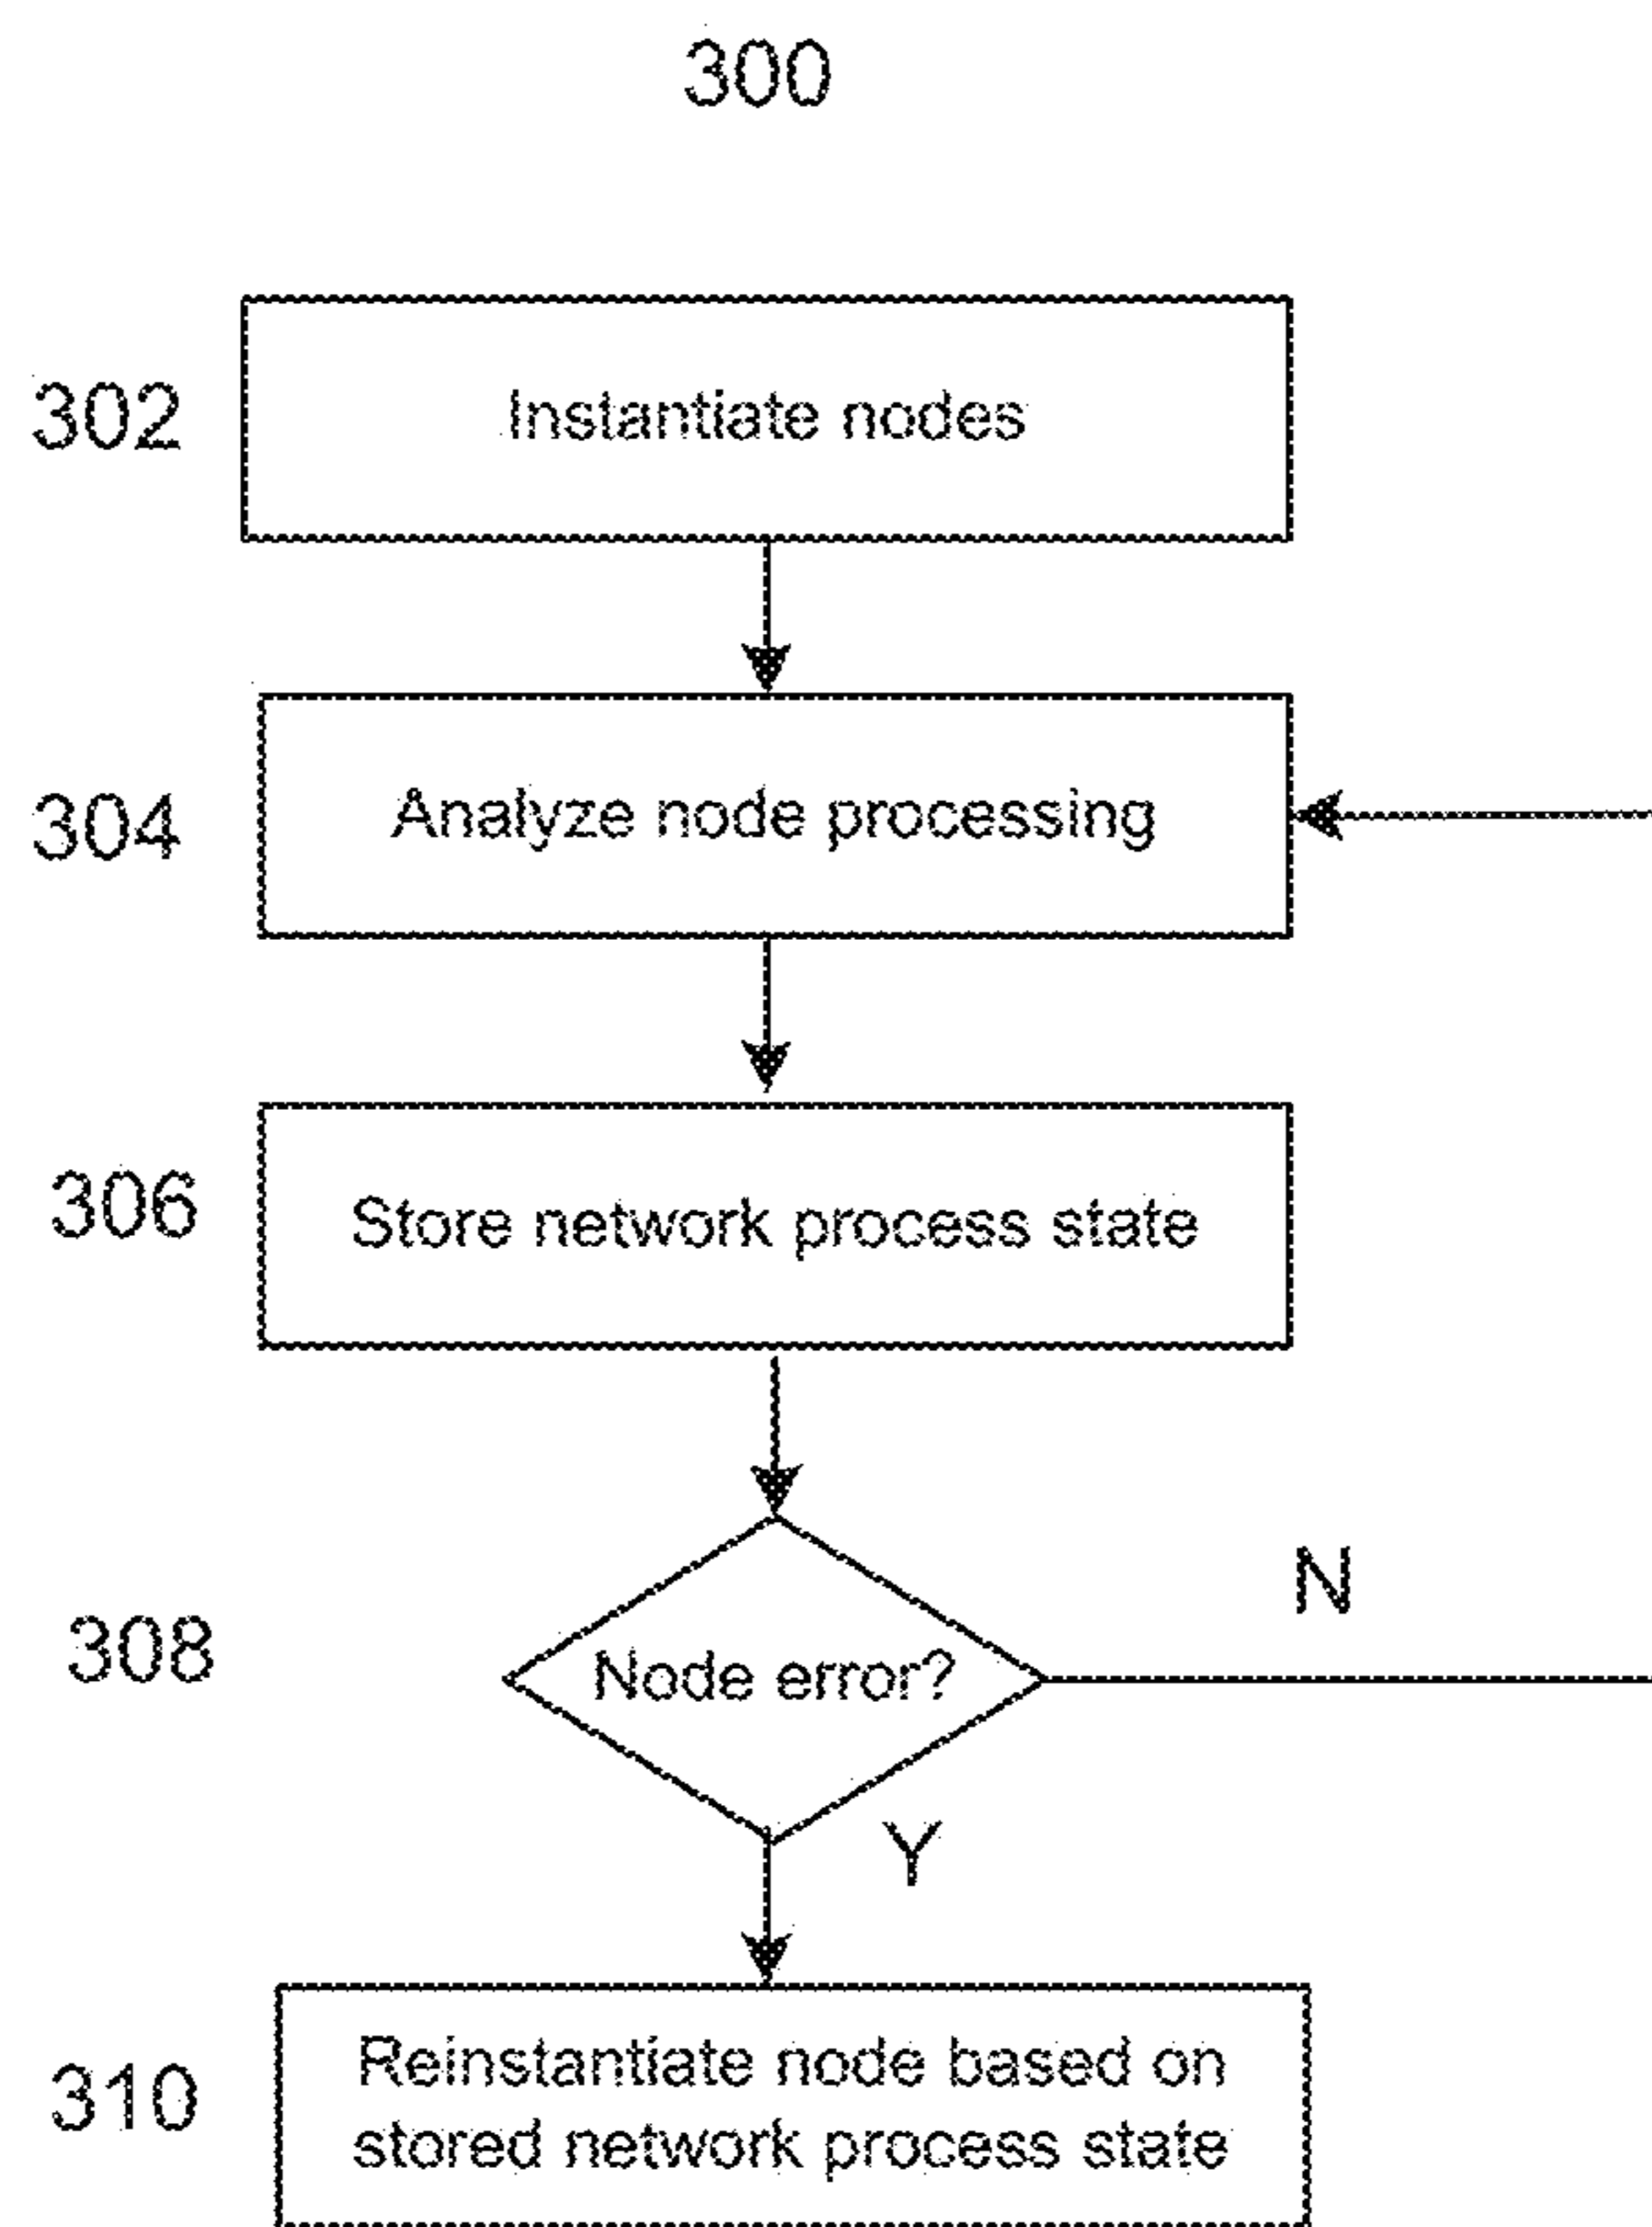 300
302
Instantiate nodes
304
Analyze node processing
306
Store network process state
308
Node error?
N
Y
310
Reinstantiate node based on
stored network process state